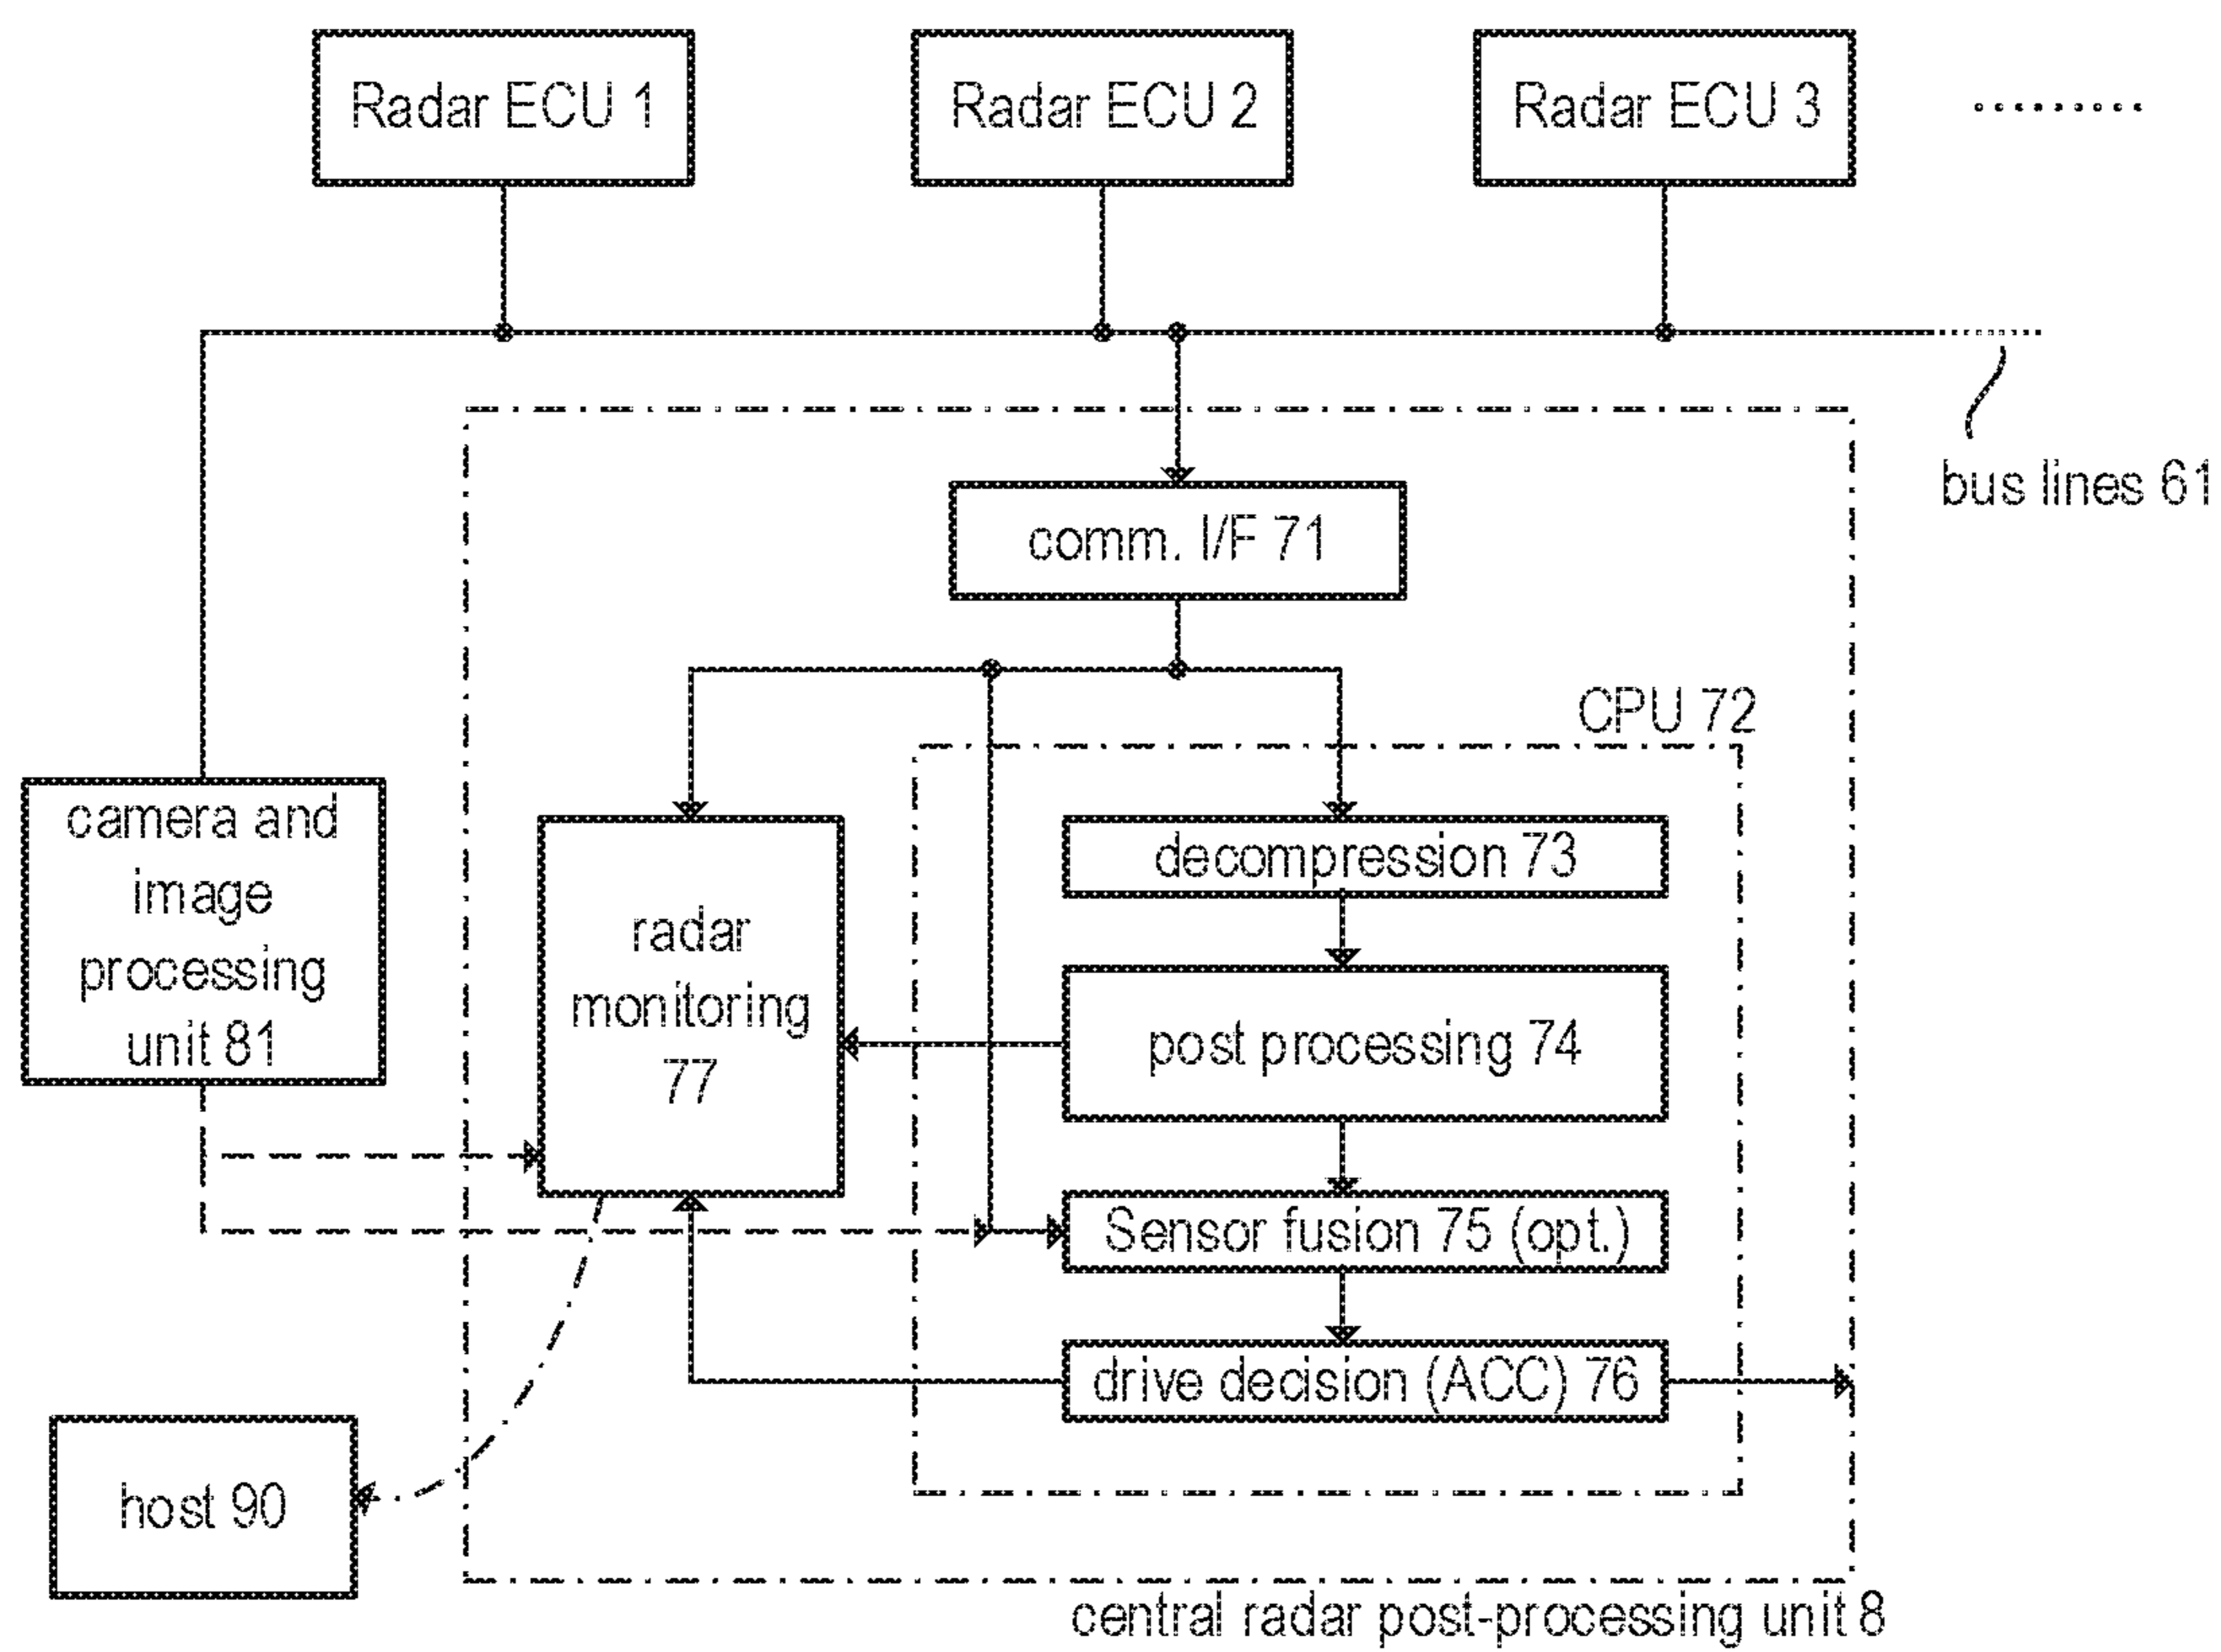 Radar ECU 1
Radar ECU 2
Radar ECU 3
bus lines 61
comm. I/F 71
CPU 72
camera and
image
processing
unit 81
radar
monitoring
77
decompression 73
post processing 74
Sensor fusion 75 (opt.)
drive decision (ACC) 76
host 90
central radar post-processing unit 8